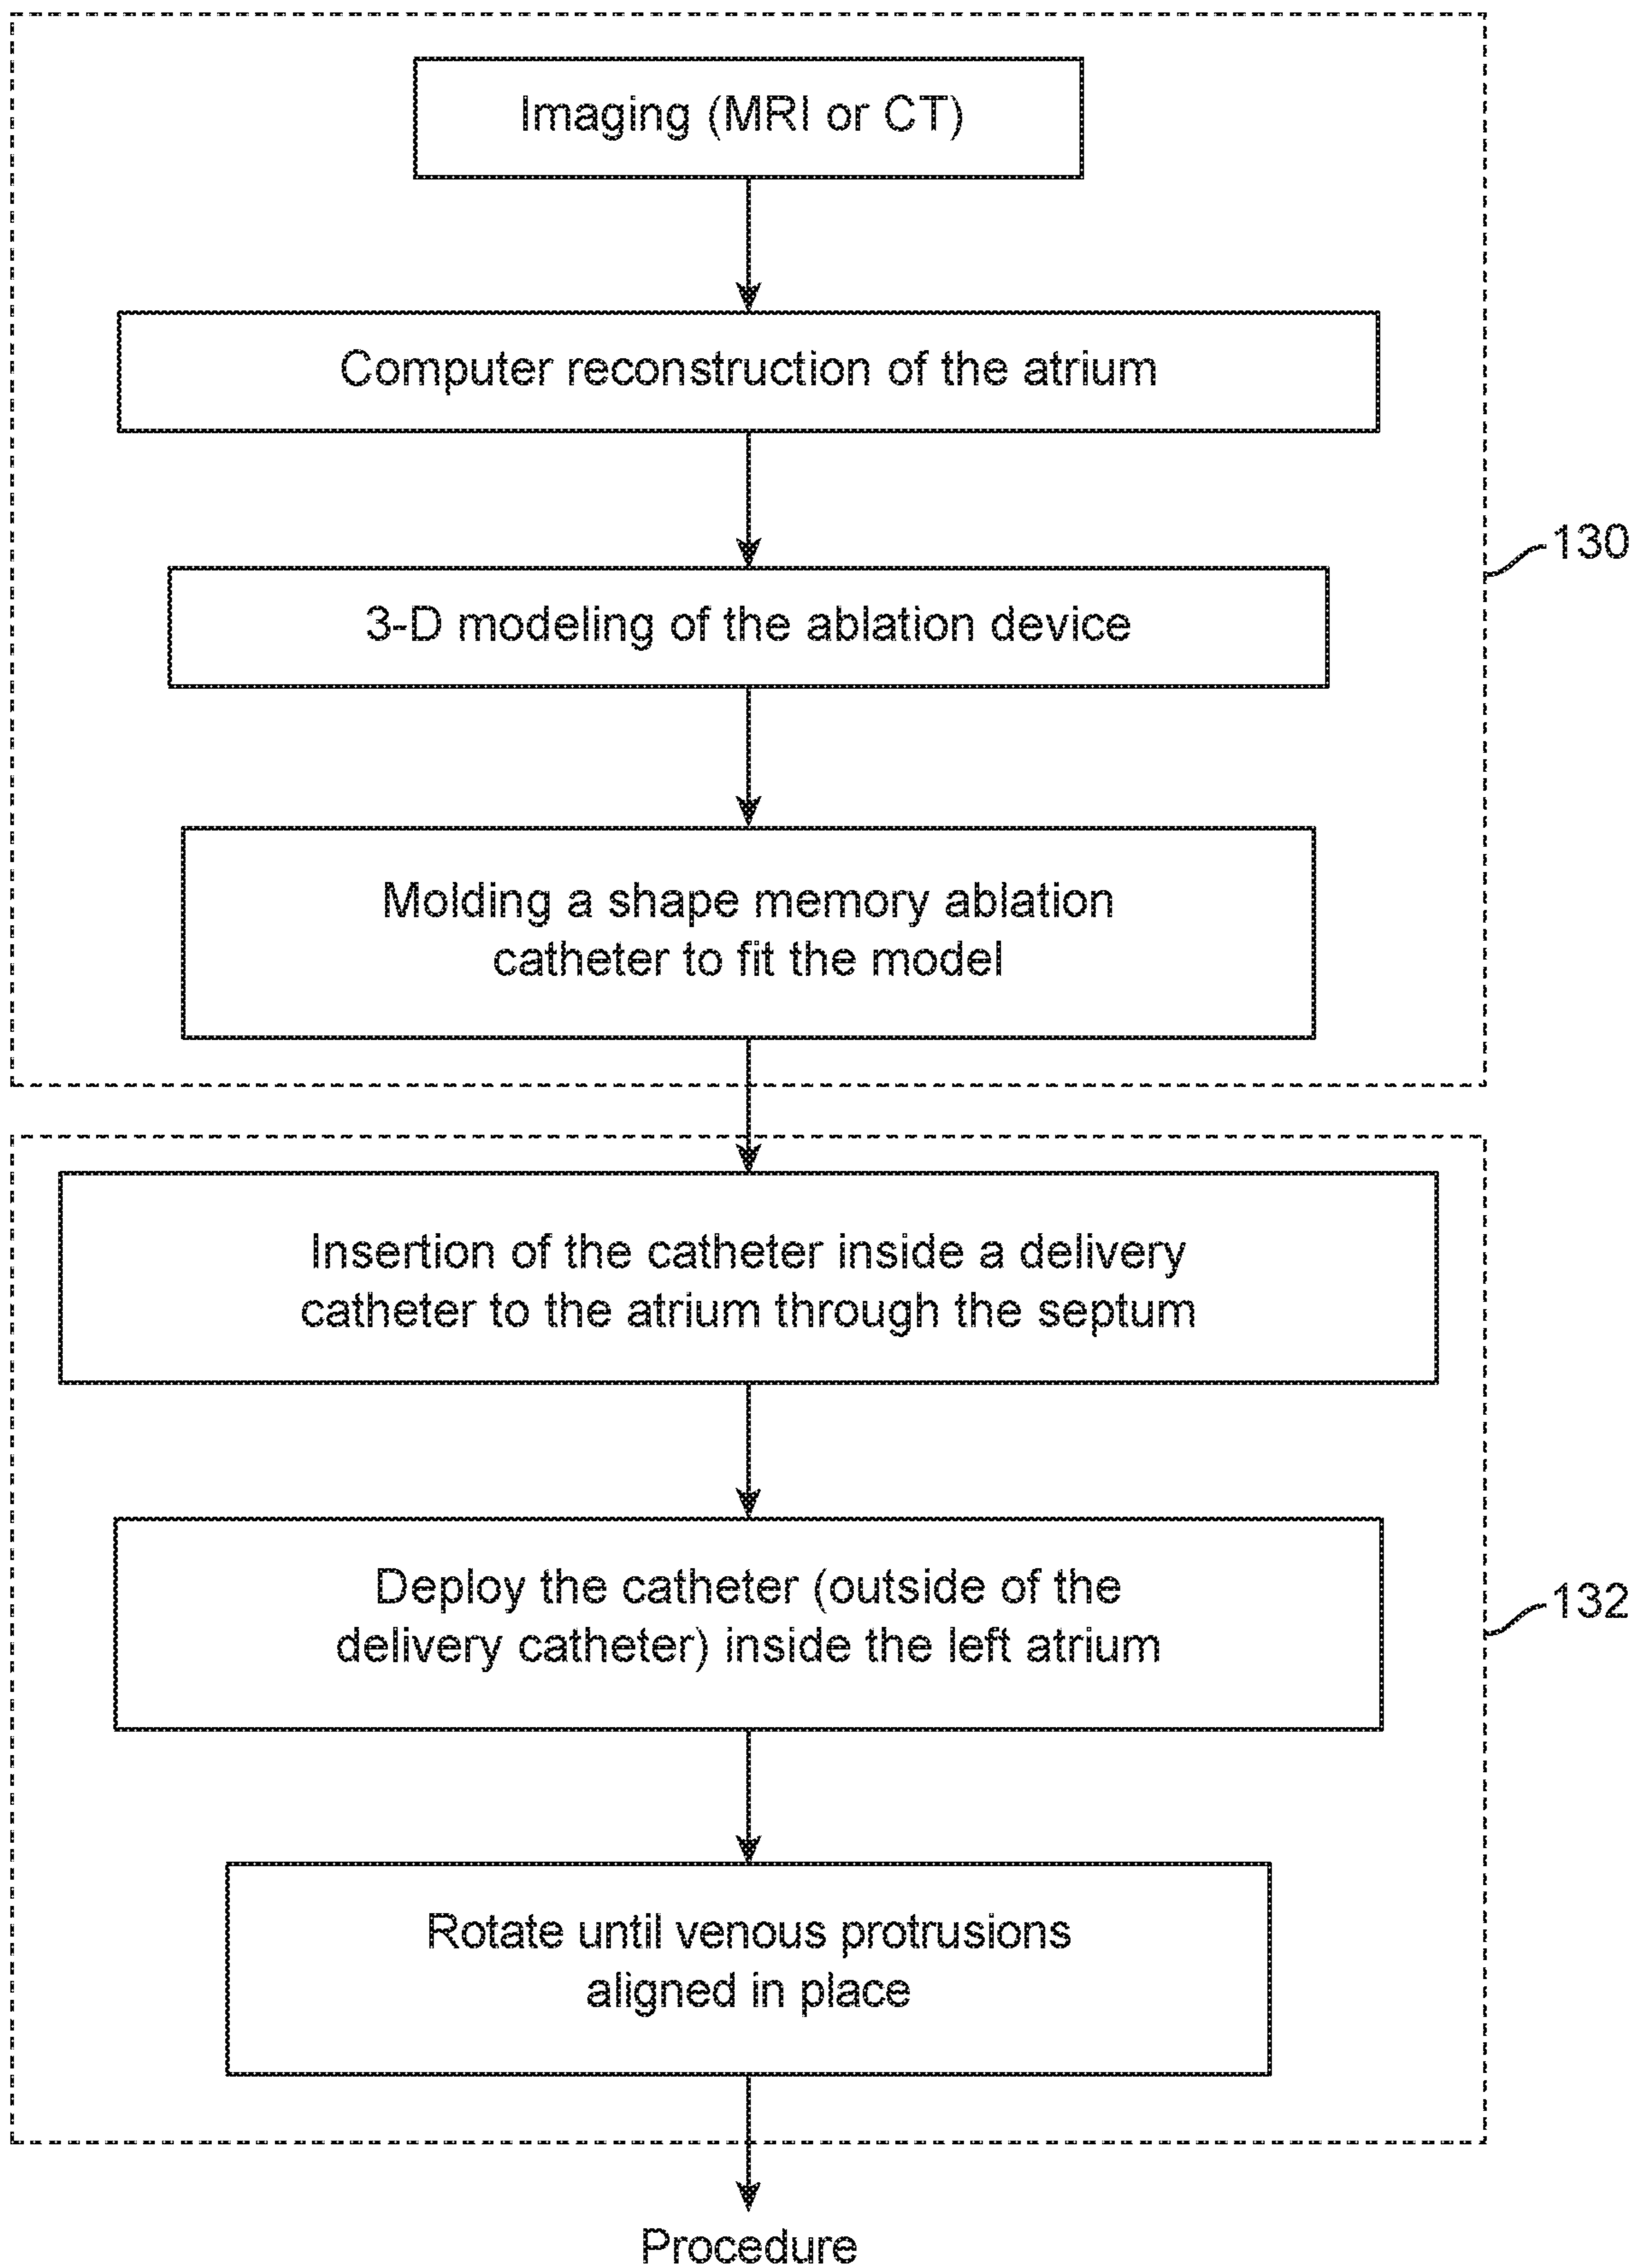 Imaging (MRI or CT)
Computer reconstruction of the atrium
3-D modeling of the ablation device
130
Molding a shape memory ablation
catheter to fit the model
Insertion of the catheter inside a delivery
catheter to the atrium through the septum
Deploy the catheter (outside of the
delivery catheter) inside the left atrium
132
Rotate until venous protrusions
aligned in place
Procedure